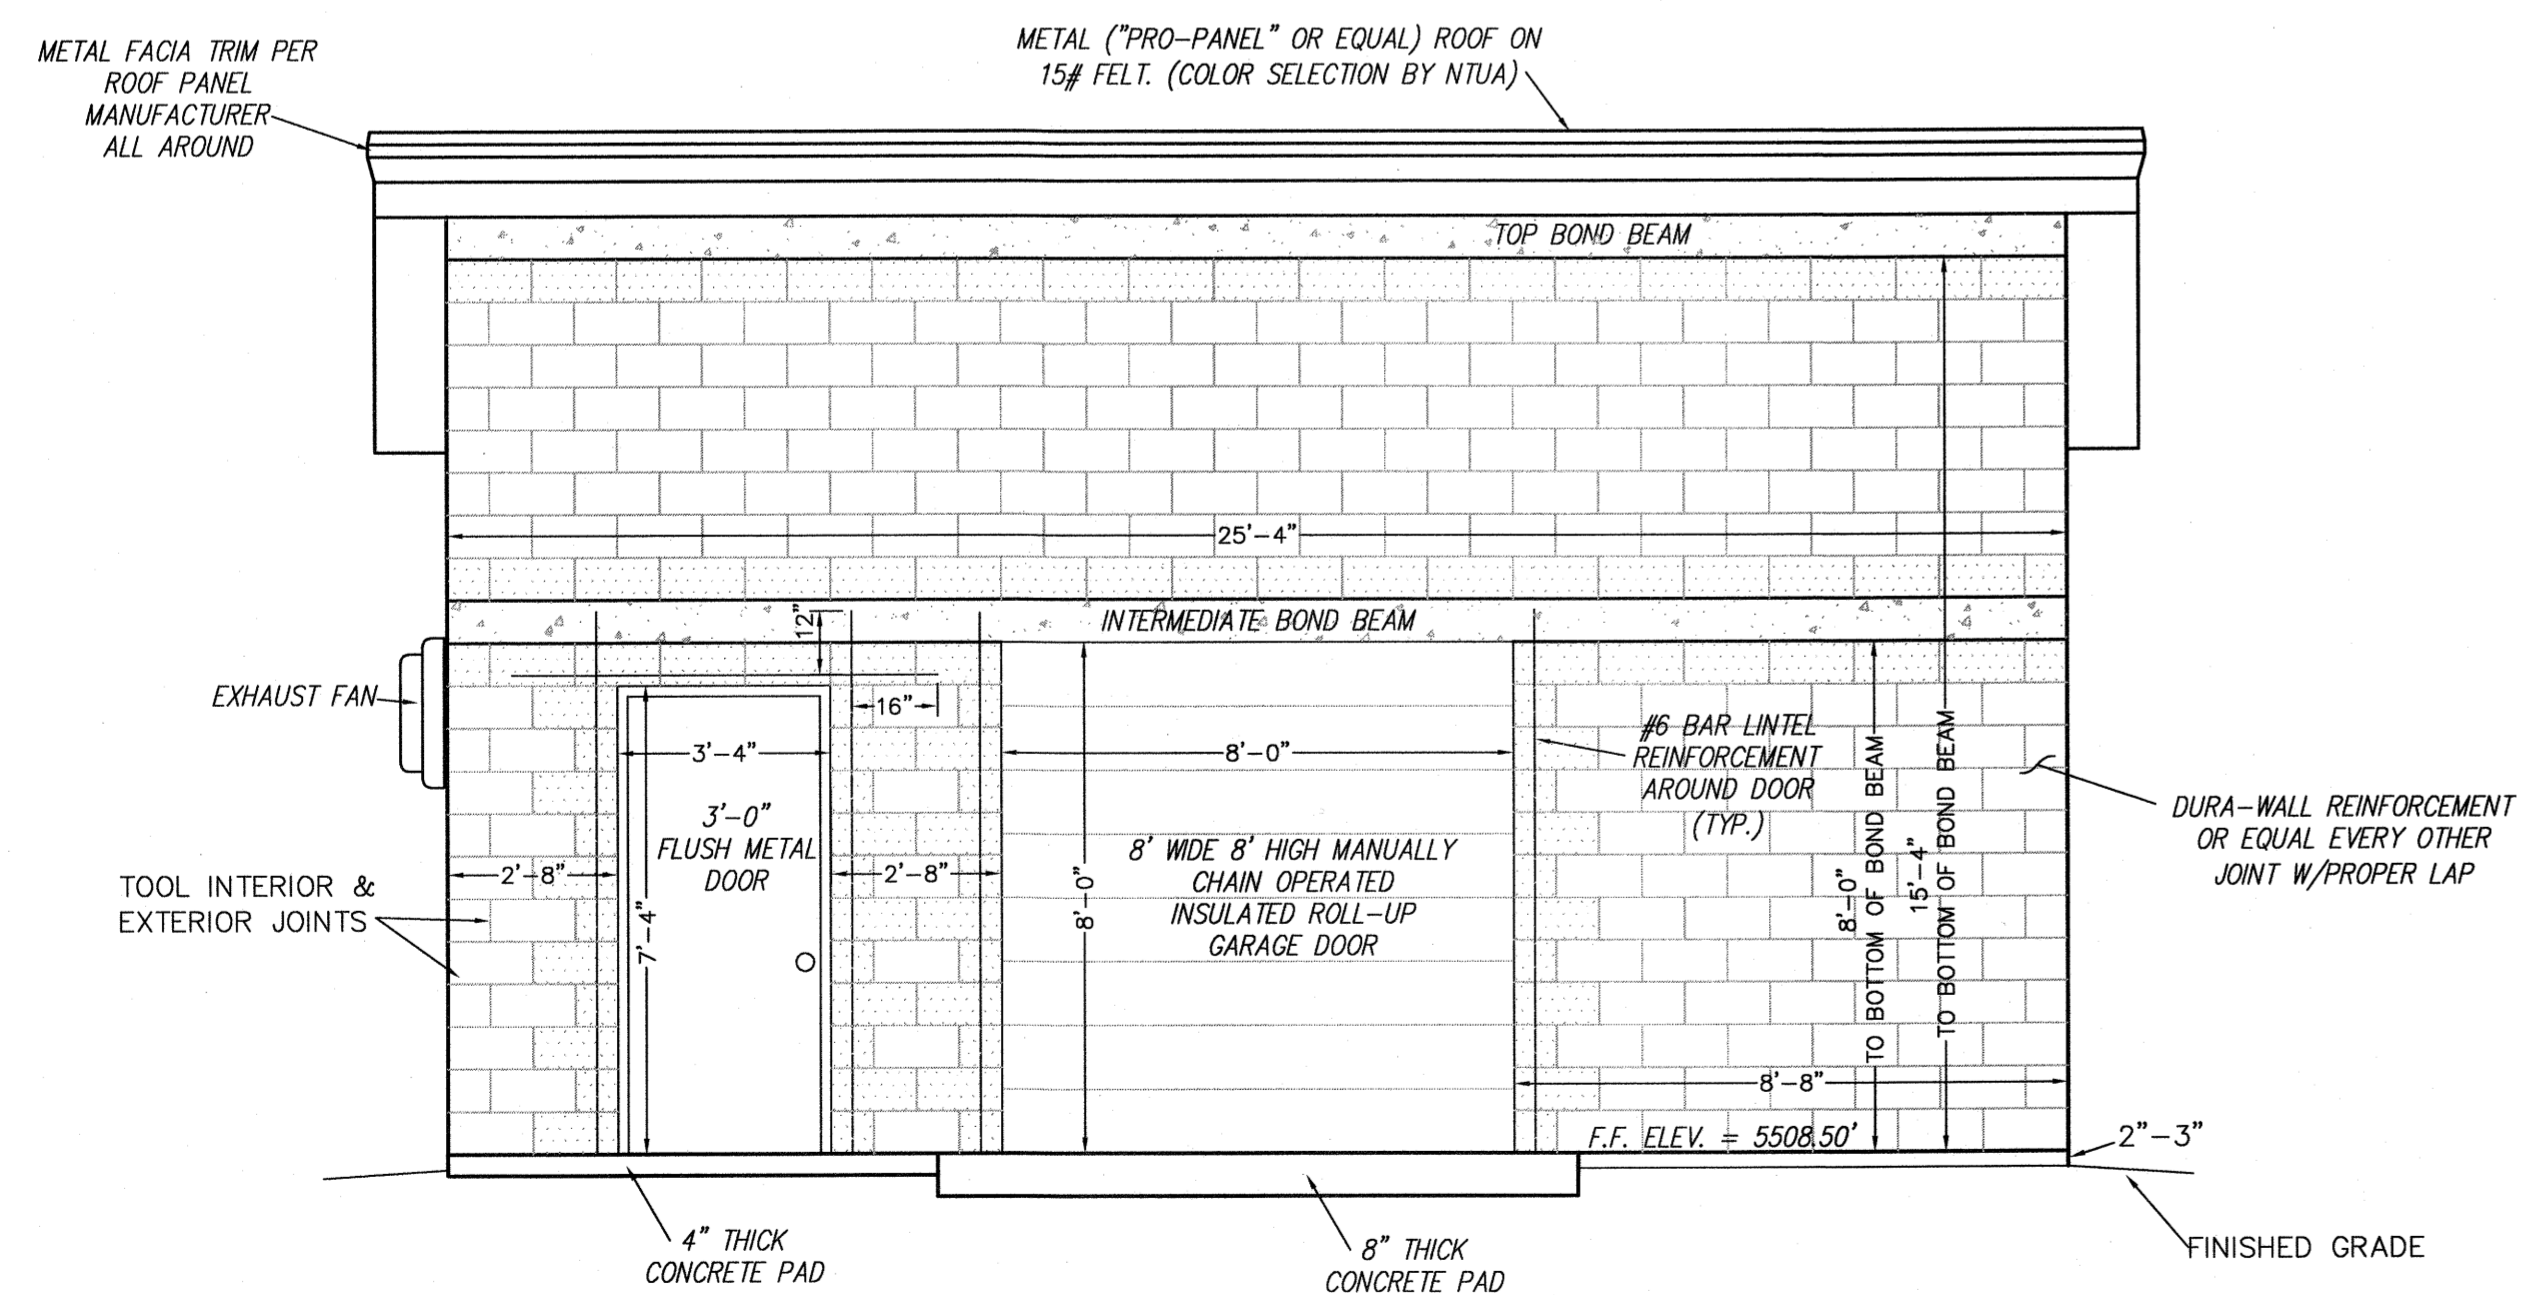 METAL FACIA TRIM PER
ROOF PANEL
MANUFACTURER
ALL AROUND
METAL ("PRO-PANEL" OR EQUAL) ROOF ON
15# FELT. (COLOR SELECTION BY NTUA)
TOP BOND BEAM
25'-4"
12"
INTERMEDIATE BOND BEAM
EXHAUST FAN
16"
3'-4"
8'-0"
#6 BAR LINTEL
REINFORCEMENT
AROUND DOOR
(TYP.)
3'-0"
FLUSH METAL
DOOR
8' WIDE 8' HIGH MANUALLY
CHAIN OPERATED
INSULATED ROLL-UP
GARAGE DOOR
2'-8"
2'-8"
7'-4"
8'-0"
8'-0"
TO BOTTOM OF BOND BEAM
15'-4"
TO BOTTOM OF BOND BEAM
DURA-WALL REINFORCEMENT
OR EQUAL EVERY OTHER
JOINT W/PROPER LAP
TOOL INTERIOR &
EXTERIOR JOINTS
8'-8"
F.F. ELEV. = 5508.50'
2"-3"
4" THICK
CONCRETE PAD
8" THICK
CONCRETE PAD
FINISHED GRADE